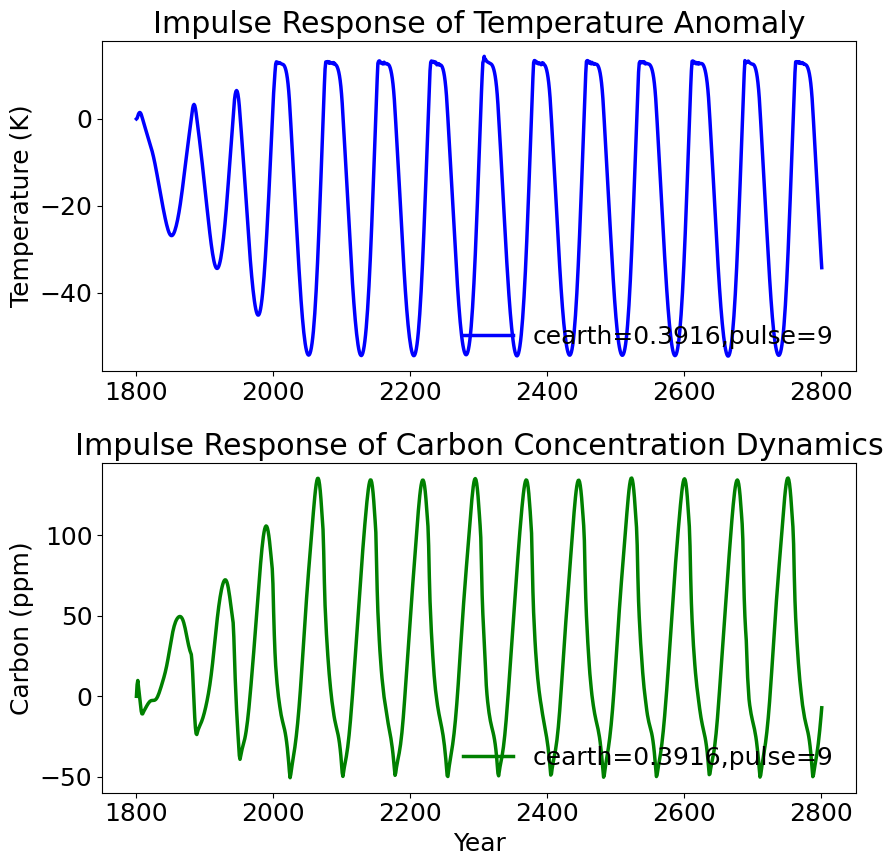 Impulse Response of Temperature Anomaly
Temperature (K)
0
−20
−40
cearth=0.3916,pulse=9
1800 2000 2200 2400 2600 2800
Impulse Response of Carbon Concentration Dynamics
Carbon (ppm)
100
50
0
−50
cearth=0.3916,pulse=9
1800 2000 2200 2400 2600 2800
Year